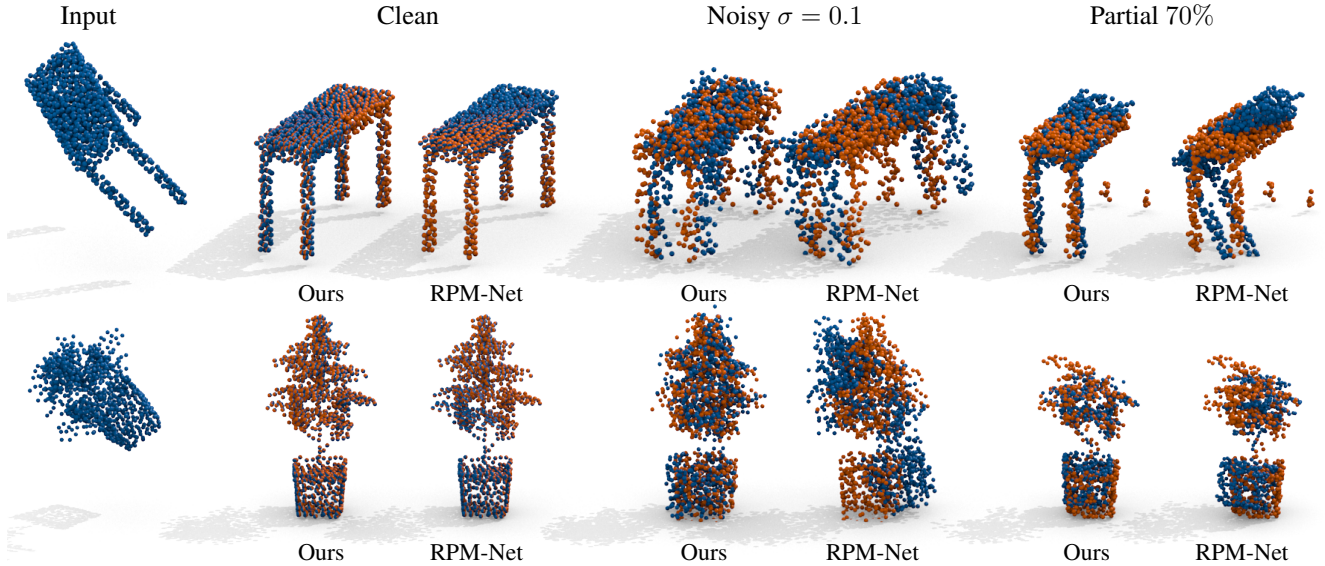 Input Clean Noisy σ = 0.1 Partial 70%
Ours RPM-Net Ours RPM-Net Ours RPM-Net
Ours RPM-Net Ours RPM-Net Ours RPM-Net